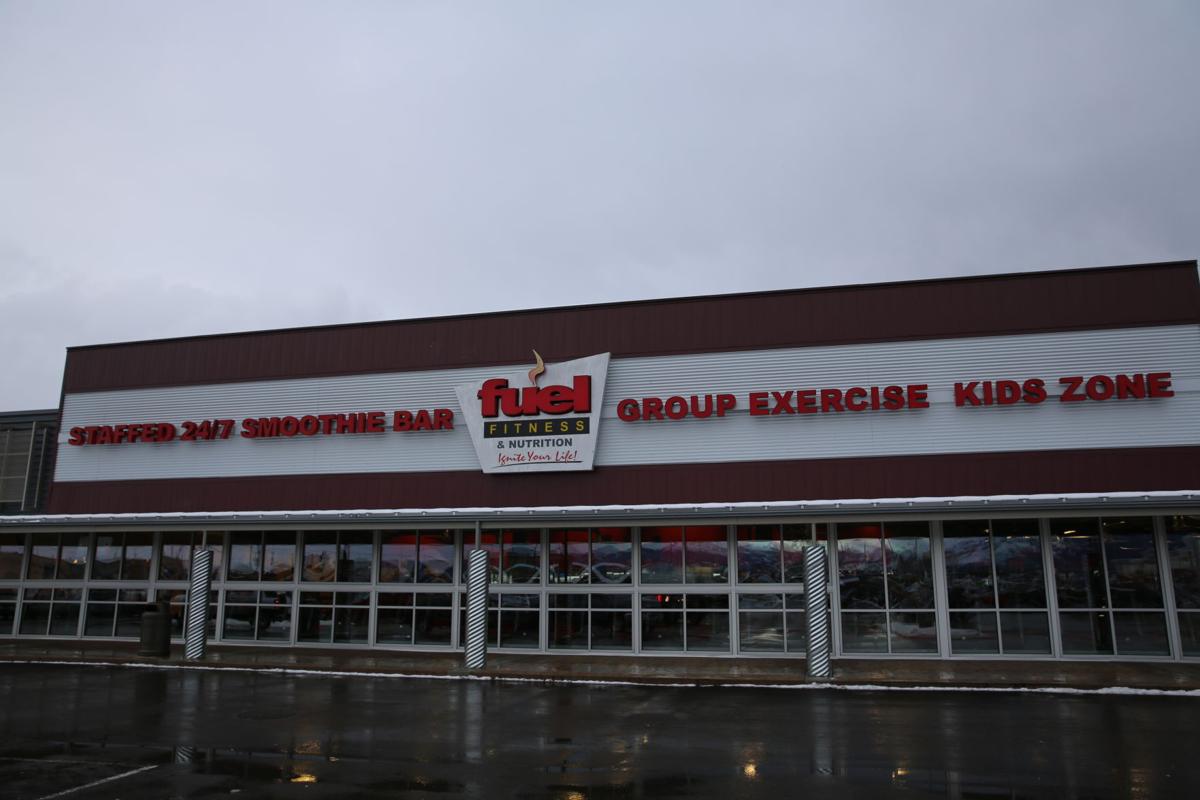 STAFFED 24/7 SMOOTHIE BAR
fuel
FITNESS
& NUTRITION
Ignite Your Life!
GROUP EXERCISE KIDS ZONE